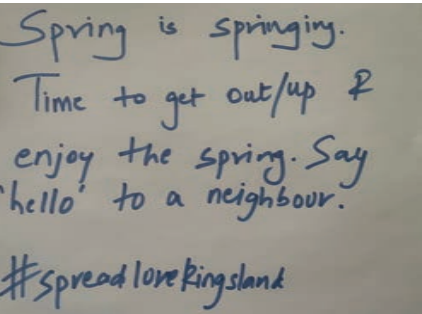 Spring is springing.
Time to get out/up &
enjoy the spring. Say
'hello' to a neighbour.
#spreadlovekingsland